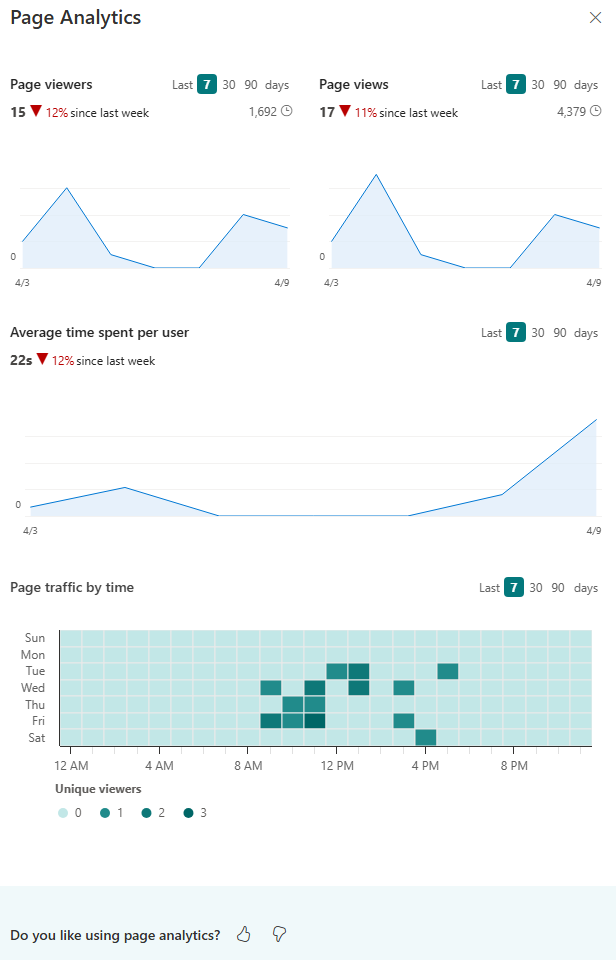 Page Analytics
Page viewers Last 7 30 90 days
15 12% since last week 1,692
0
4/3 4/9
Page views Last 7 30 90 days
17 11% since last week 4,379
0
4/3 4/9
Average time spent per user Last 7 30 90 days
22s 12% since last week
0
4/3 4/9
Page traffic by time Last 7 30 90 days
Sun
Mon
Tue
Wed
Thu
Fri
Sat
12 AM 4 AM 8 AM 12 PM 4 PM 8 PM
Unique viewers
0 1 2 3
Do you like using page analytics?